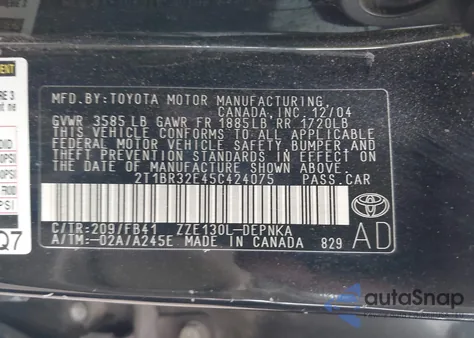 MFD.BY:TOYOTA MOTOR MANUFACTURING,
CANADA,INC. 12/04
GVWR 3585 LB GAWR FR 1885LB RR 1720LB
THIS VEHICLE CONFORMS TO ALL APPLICABLE
FEDERAL MOTOR VEHICLE SAFETY, BUMPER, AND
THEFT PREVENTION STANDARDS IN EFFECT ON
THE DATE OF MANUFACTURE SHOWN ABOVE.
2T1BR32E45C424075 PASS.CAR
C/TR:209/FB41 ZZE130L-DEPNKA
A/TM:-02A/A245E MADE IN CANADA 829
AD
Q7
autaSnap